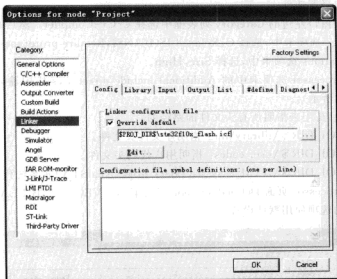 Options for node "Project"
Category:
Factory Settings
General Options
C/C++ Compiler
Assembler
Output Converter
Custom Build
Build Actions
Linker
Debugger
Simulator
Angel
GDB Server
IAR ROM-monitor
J-Link/J-Trace
LMI FTDI
Macraigor
RDI
ST-Link
Third-Party Driver
Config Library Input Output List #define Diagnost
Linker configuration file
Override default
$PROJ_DIR$\stm32f10x_flash.icf
...
Edit...
Configuration file symbol definitions: (one per line)
OK Cancel